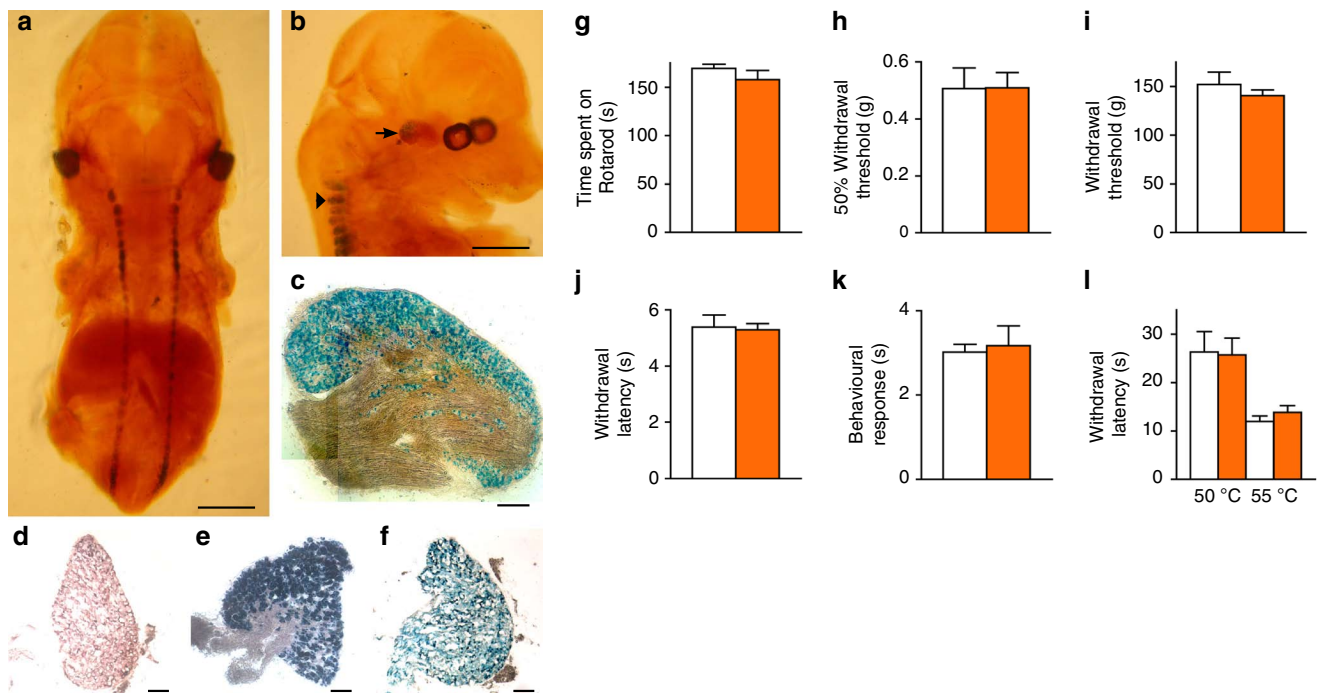 a
b
c
d
e
f
g
Time spent on
Rotarod (s)
150
100
50
0
h
50% Withdrawal
threshold (g)
0.6
0.4
0.2
0
i
Withdrawal
threshold (g)
150
100
50
0
j
Withdrawal
latency (s)
6
4
2
0
k
Behavioural
response (s)
4
2
0
l
Withdrawal
latency (s)
30
20
10
0
50 °C 55 °C